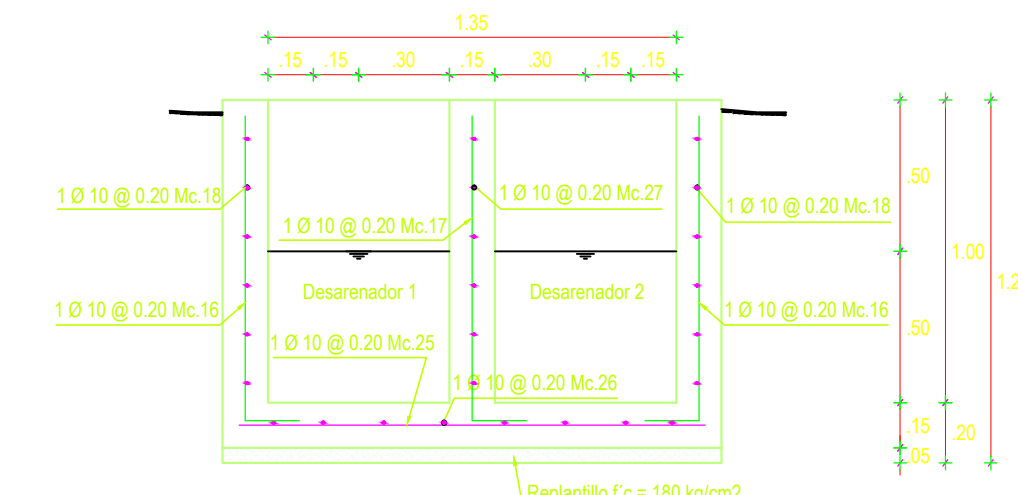 1.35
.15 .15 .30 .15 .30 .15 .15
1 Ø 10 @ 0.20 Mc.18
1 Ø 10 @ 0.20 Mc.27
1 Ø 10 @ 0.20 Mc.18
.50
1 Ø 10 @ 0.20 Mc.17
1.00
1.2
Desarenador 1
Desarenador 2
1 Ø 10 @ 0.20 Mc.16
1 Ø 10 @ 0.20 Mc.16
.50
1 Ø 10 @ 0.20 Mc.25
1 Ø 10 @ 0.20 Mc.26
.15
.20
.05
Replantillo f´c = 180 kg/cm2